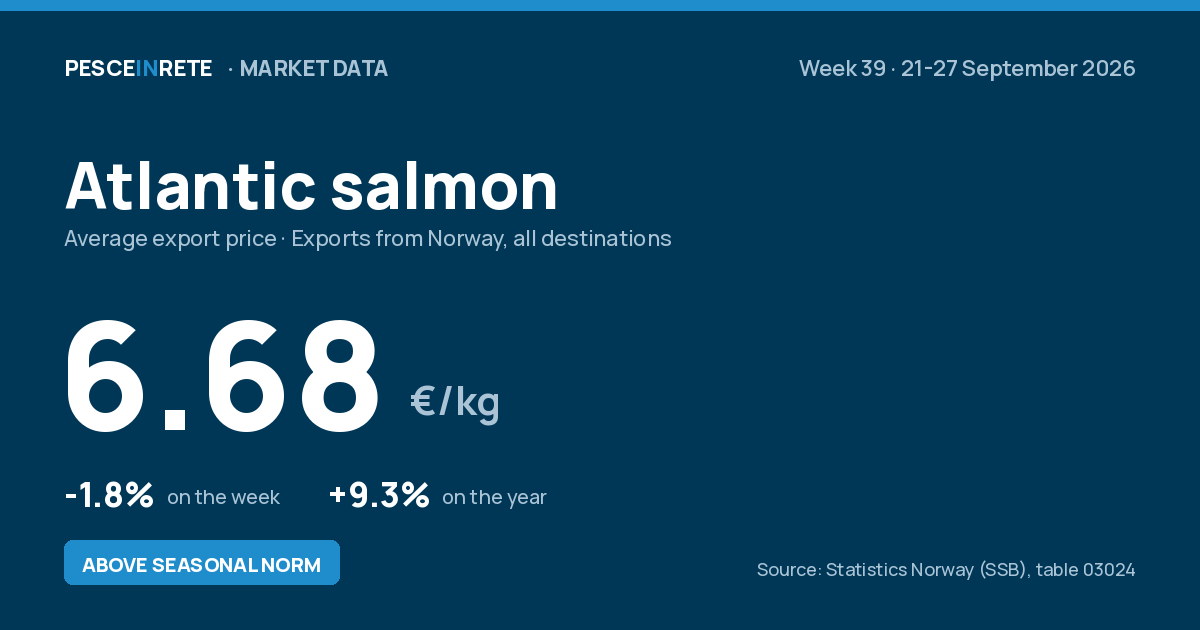 PESCEINRETE · MARKET DATA
Week 39 · 21-27 September 2026
Atlantic salmon
Average export price · Exports from Norway, all destinations
6.68 €/kg
-1.8% on the week +9.3% on the year
ABOVE SEASONAL NORM
Source: Statistics Norway (SSB), table 03024